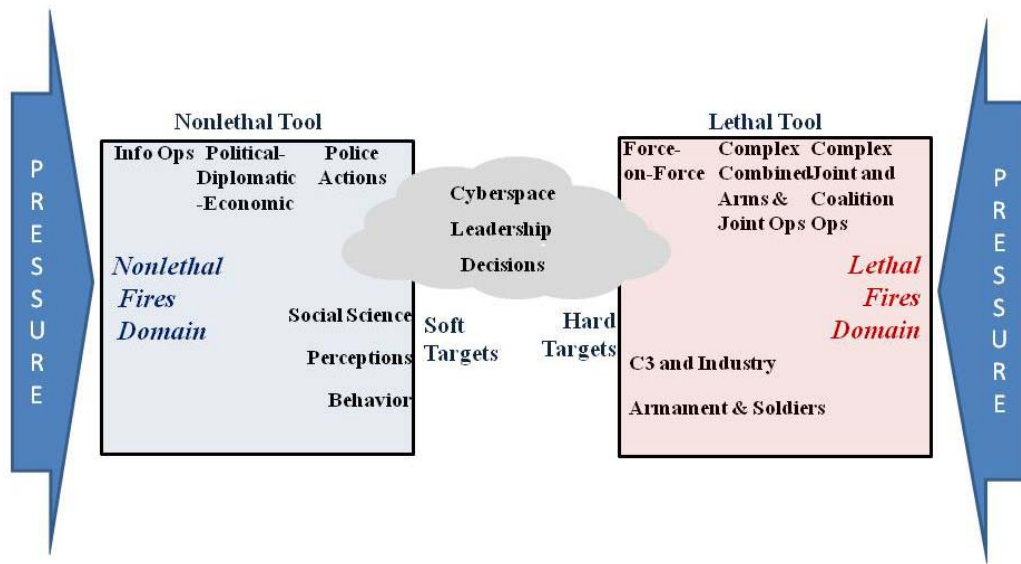 PRESSURE
Nonlethal Tool
Info Ops
Political-
Diplomatic
-Economic
Police
Actions
Nonlethal
Fires
Domain
Social Science
Perceptions
Behavior
Cyberspace
Leadership
Decisions
Soft
Targets
Hard
Targets
Lethal Tool
Force-
on-Force
Complex
Combined
Arms &
Joint Ops
Complex
Joint and
Coalition
Ops
Lethal
Fires
Domain
C3 and Industry
Armament & Soldiers
PRESSURE